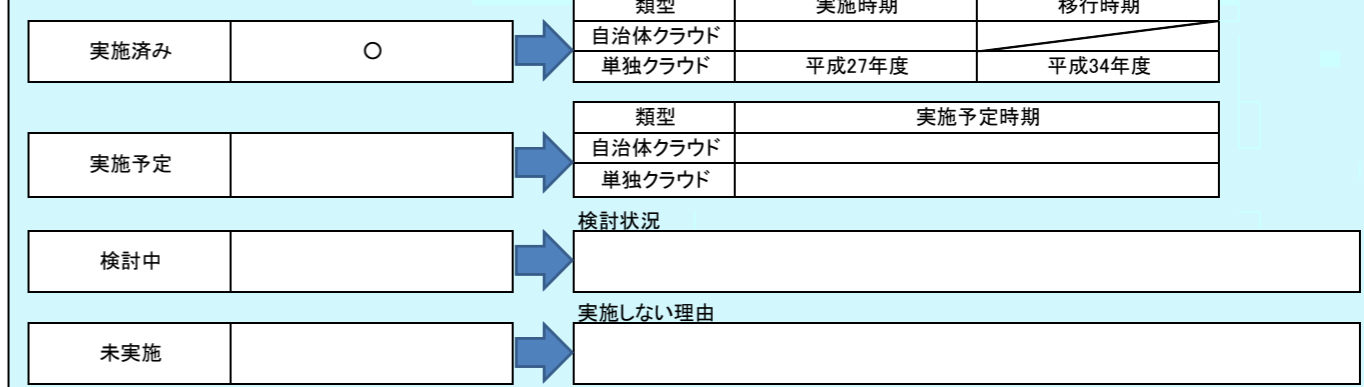 類型 実施時期 移行時期
実施済み ○ 自治体クラウド
単独クラウド 平成27年度 平成34年度
類型 実施予定時期
実施予定 自治体クラウド
単独クラウド
検討状況
検討中
実施しない理由
未実施